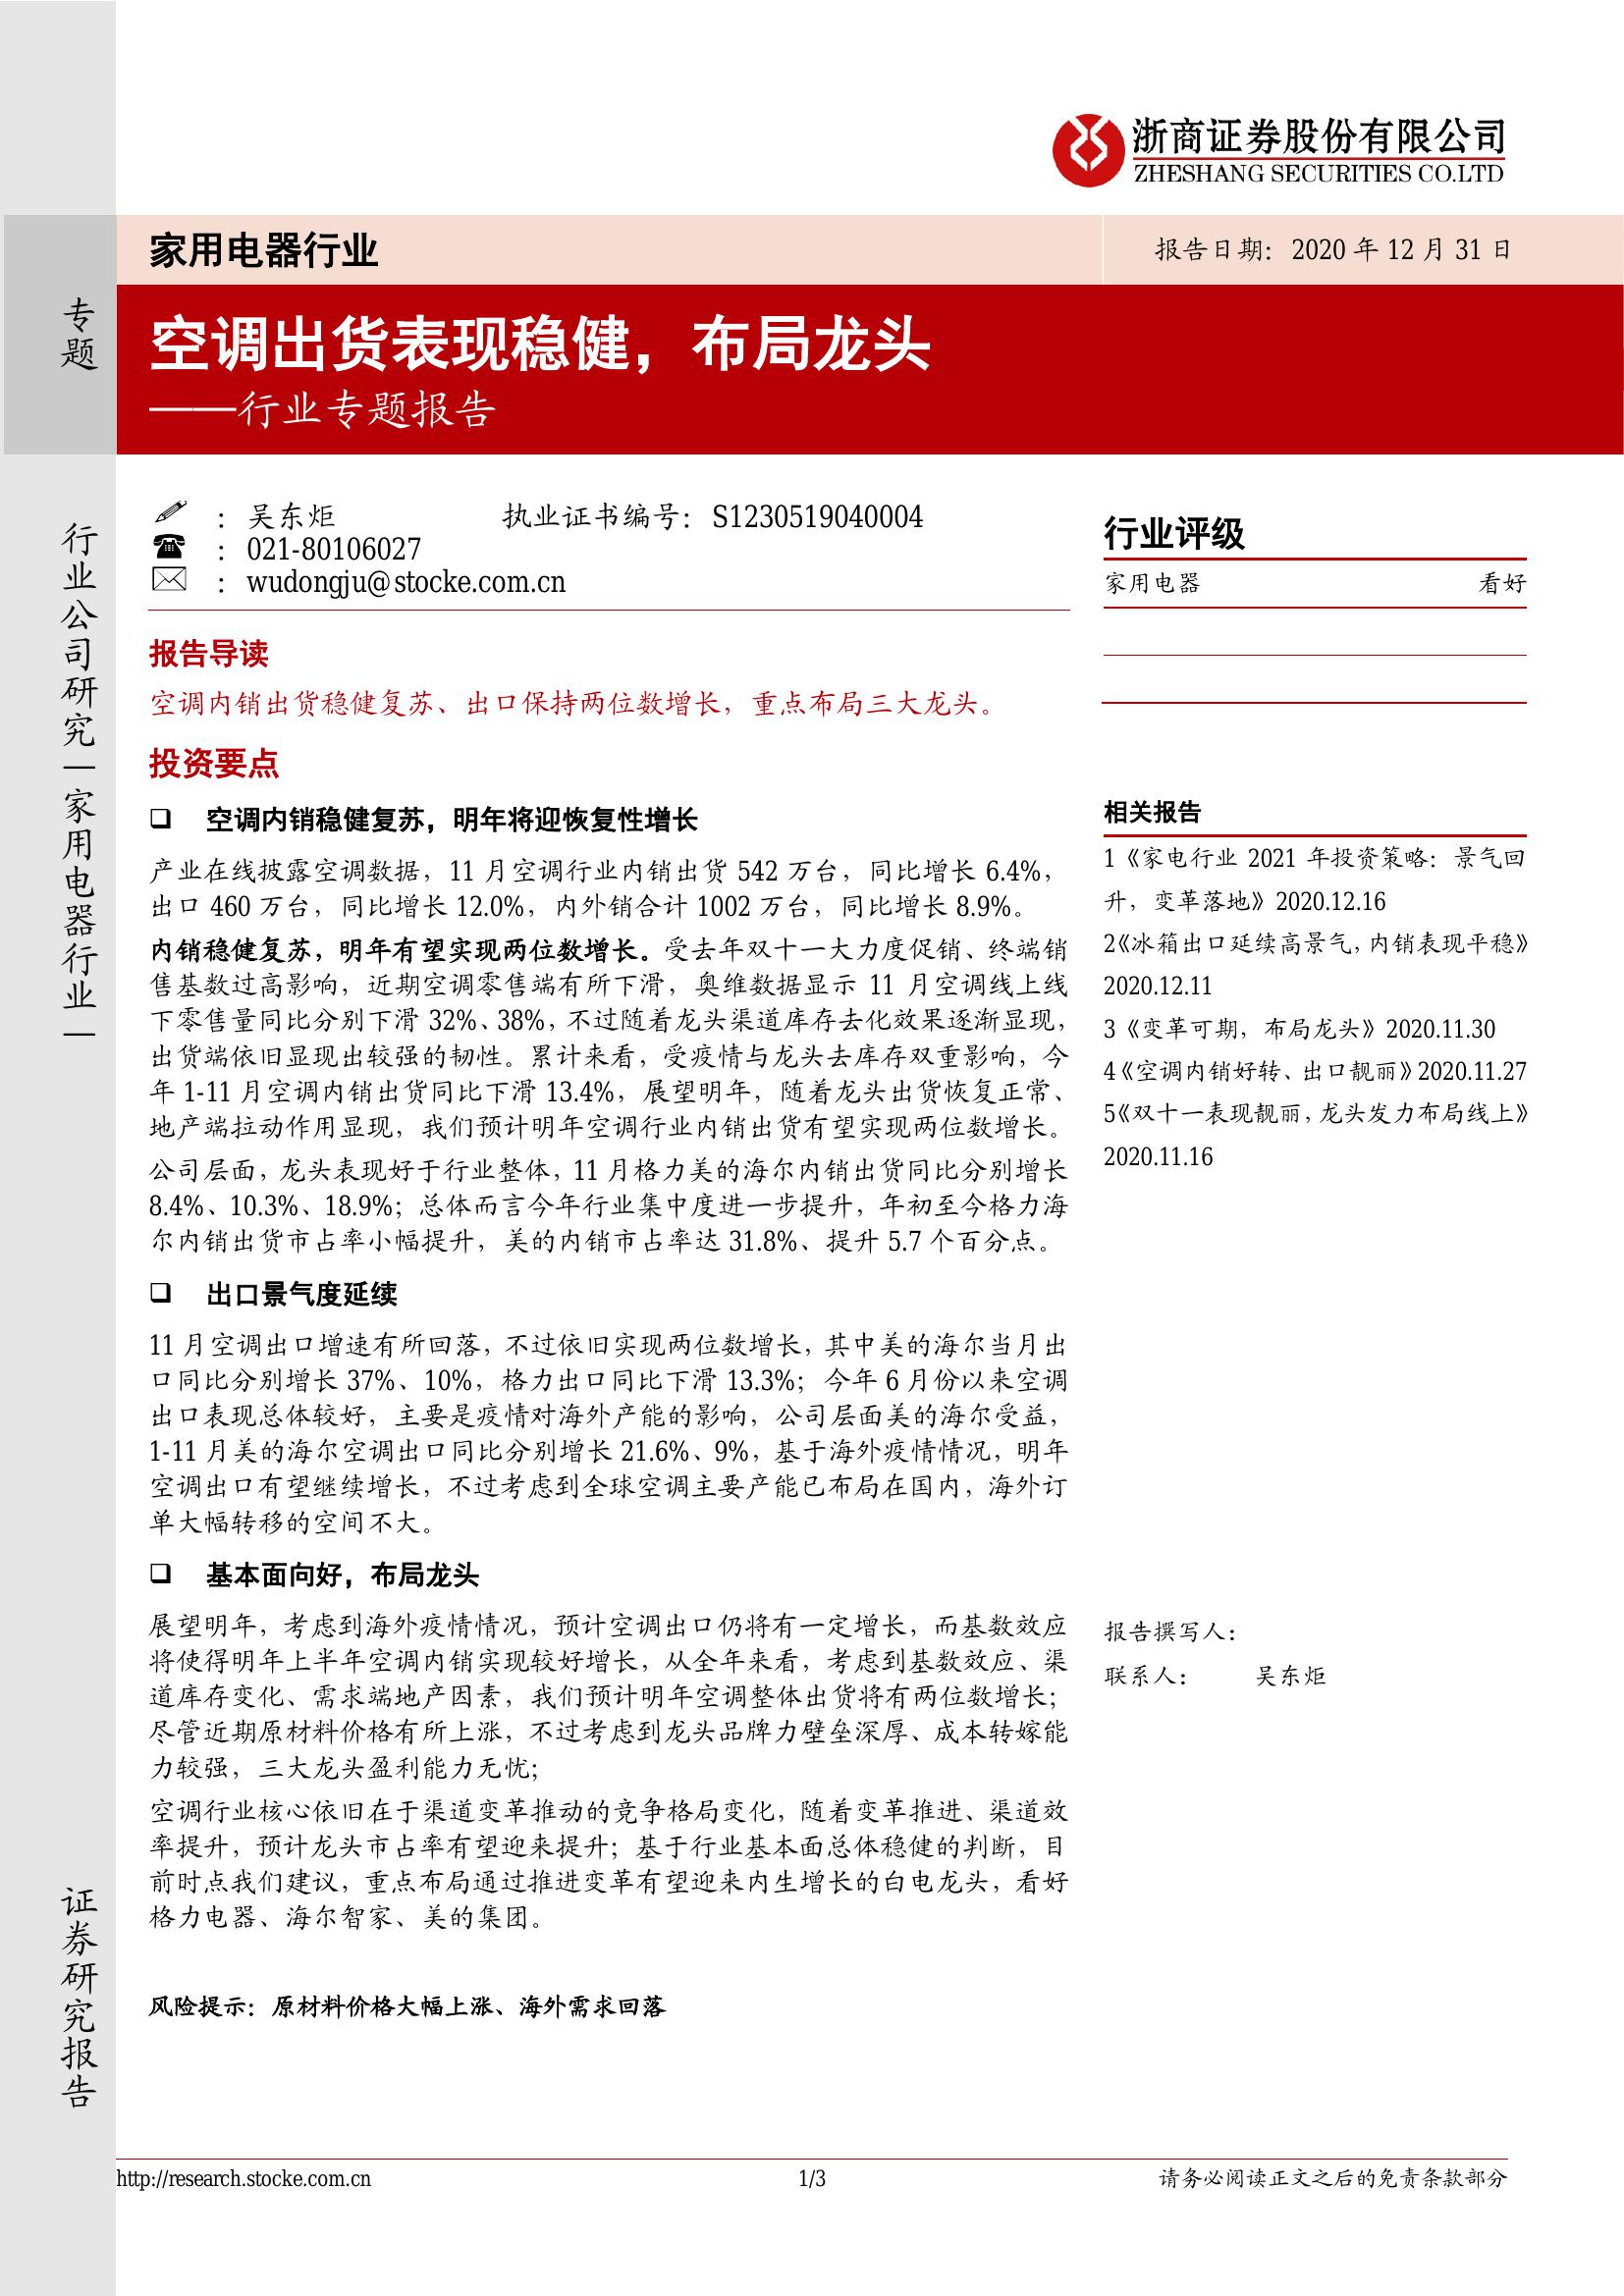 浙商证券股份有限公司
ZHESHANG SECURITIES CO.LTD
家用电器行业
报告日期：2020 年 12 月 31 日
专题
空调出货表现稳健，布局龙头
——行业专题报告
行业公司研究｜家用电器行业｜
证券研究报告
：吴东炬 执业证书编号：S1230519040004
：021-80106027
：wudongju@stocke.com.cn
报告导读
空调内销出货稳健复苏、出口保持两位数增长，重点布局三大龙头。
投资要点
❑ 空调内销稳健复苏，明年将迎恢复性增长
产业在线披露空调数据，11 月空调行业内销出货 542 万台，同比增长 6.4%，
出口 460 万台，同比增长 12.0%，内外销合计 1002 万台，同比增长 8.9%。
内销稳健复苏，明年有望实现两位数增长。受去年双十一大力度促销、终端销
售基数过高影响，近期空调零售端有所下滑，奥维数据显示 11 月空调线上线
下零售量同比分别下滑 32%、38%，不过随着龙头渠道库存去化效果逐渐显现，
出货端依旧显现出较强的韧性。累计来看，受疫情与龙头去库存双重影响，今
年 1-11 月空调内销出货同比下滑 13.4%，展望明年，随着龙头出货恢复正常、
地产端拉动作用显现，我们预计明年空调行业内销出货有望实现两位数增长。
公司层面，龙头表现好于行业整体，11 月格力美的海尔内销出货同比分别增长
8.4%、10.3%、18.9%；总体而言今年行业集中度进一步提升，年初至今格力海
尔内销出货市占率小幅提升，美的内销市占率达 31.8%、提升 5.7 个百分点。
❑ 出口景气度延续
11 月空调出口增速有所回落，不过依旧实现两位数增长，其中美的海尔当月出
口同比分别增长 37%、10%，格力出口同比下滑 13.3%；今年 6 月份以来空调
出口表现总体较好，主要是疫情对海外产能的影响，公司层面美的海尔受益，
1-11 月美的海尔空调出口同比分别增长 21.6%、9%，基于海外疫情情况，明年
空调出口有望继续增长，不过考虑到全球空调主要产能已布局在国内，海外订
单大幅转移的空间不大。
❑ 基本面向好，布局龙头
展望明年，考虑到海外疫情情况，预计空调出口仍将有一定增长，而基数效应
将使得明年上半年空调内销实现较好增长，从全年来看，考虑到基数效应、渠
道库存变化、需求端地产因素，我们预计明年空调整体出货将有两位数增长；
尽管近期原材料价格有所上涨，不过考虑到龙头品牌力壁垒深厚、成本转嫁能
力较强，三大龙头盈利能力无忧；
空调行业核心依旧在于渠道变革推动的竞争格局变化，随着变革推进、渠道效
率提升，预计龙头市占率有望迎来提升；基于行业基本面总体稳健的判断，目
前时点我们建议，重点布局通过推进变革有望迎来内生增长的白电龙头，看好
格力电器、海尔智家、美的集团。
风险提示：原材料价格大幅上涨、海外需求回落
行业评级
家用电器 看好
相关报告
1《家电行业 2021 年投资策略：景气回
升，变革落地》2020.12.16
2《冰箱出口延续高景气，内销表现平稳》
2020.12.11
3《变革可期，布局龙头》2020.11.30
4《空调内销好转、出口靓丽》2020.11.27
5《双十一表现靓丽，龙头发力布局线上》
2020.11.16
报告撰写人：
联系人： 吴东炬
http://research.stocke.com.cn 1/3 请务必阅读正文之后的免责条款部分